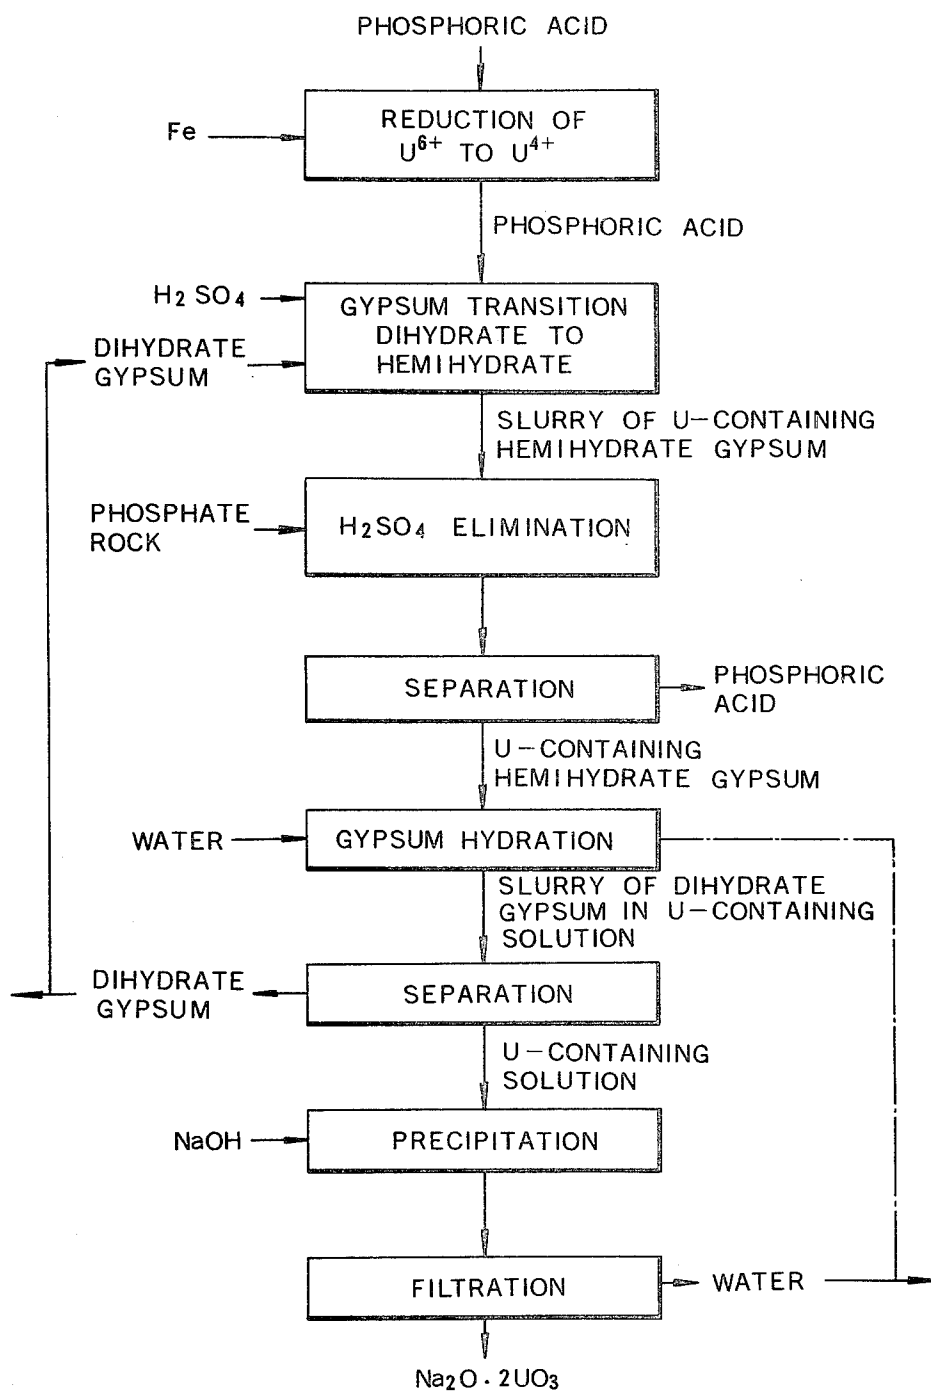 PHOSPHORIC ACID
Fe
REDUCTION OF
U⁶⁺ TO U⁴⁺
PHOSPHORIC ACID
H₂SO₄
GYPSUM TRANSITION
DIHYDRATE TO
HEMIHYDRATE
DIHYDRATE
GYPSUM
SLURRY OF U-CONTAINING
HEMIHYDRATE GYPSUM
PHOSPHATE
ROCK
H₂SO₄ ELIMINATION
SEPARATION
PHOSPHORIC
ACID
U-CONTAINING
HEMIHYDRATE GYPSUM
WATER
GYPSUM HYDRATION
SLURRY OF DIHYDRATE
GYPSUM IN U-CONTAINING
SOLUTION
DIHYDRATE
GYPSUM
SEPARATION
U-CONTAINING
SOLUTION
NaOH
PRECIPITATION
FILTRATION
WATER
Na₂O · 2UO₃